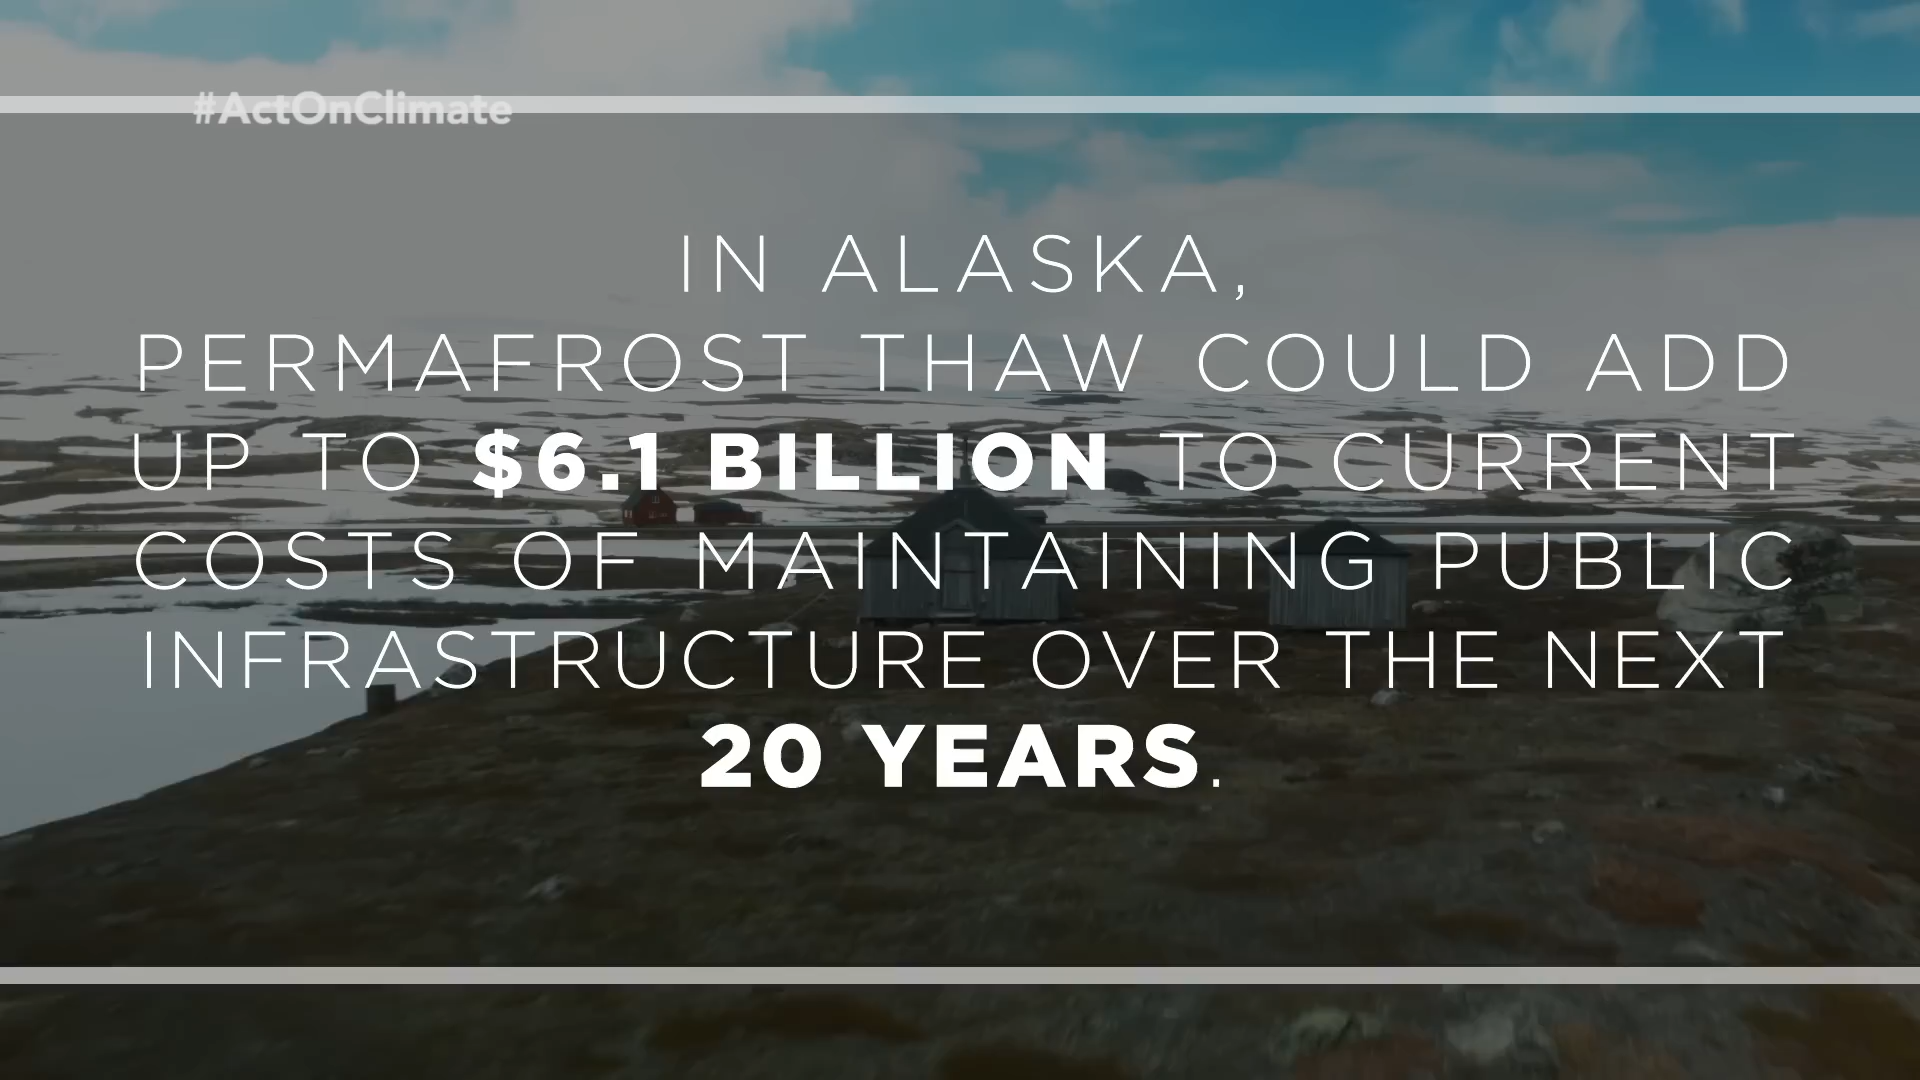 #ActOnClimate
IN ALASKA,
PERMAFROST THAW COULD ADD
UP TO $6.1 BILLION TO CURRENT
COSTS OF MAINTAINING PUBLIC
INFRASTRUCTURE OVER THE NEXT
20 YEARS.